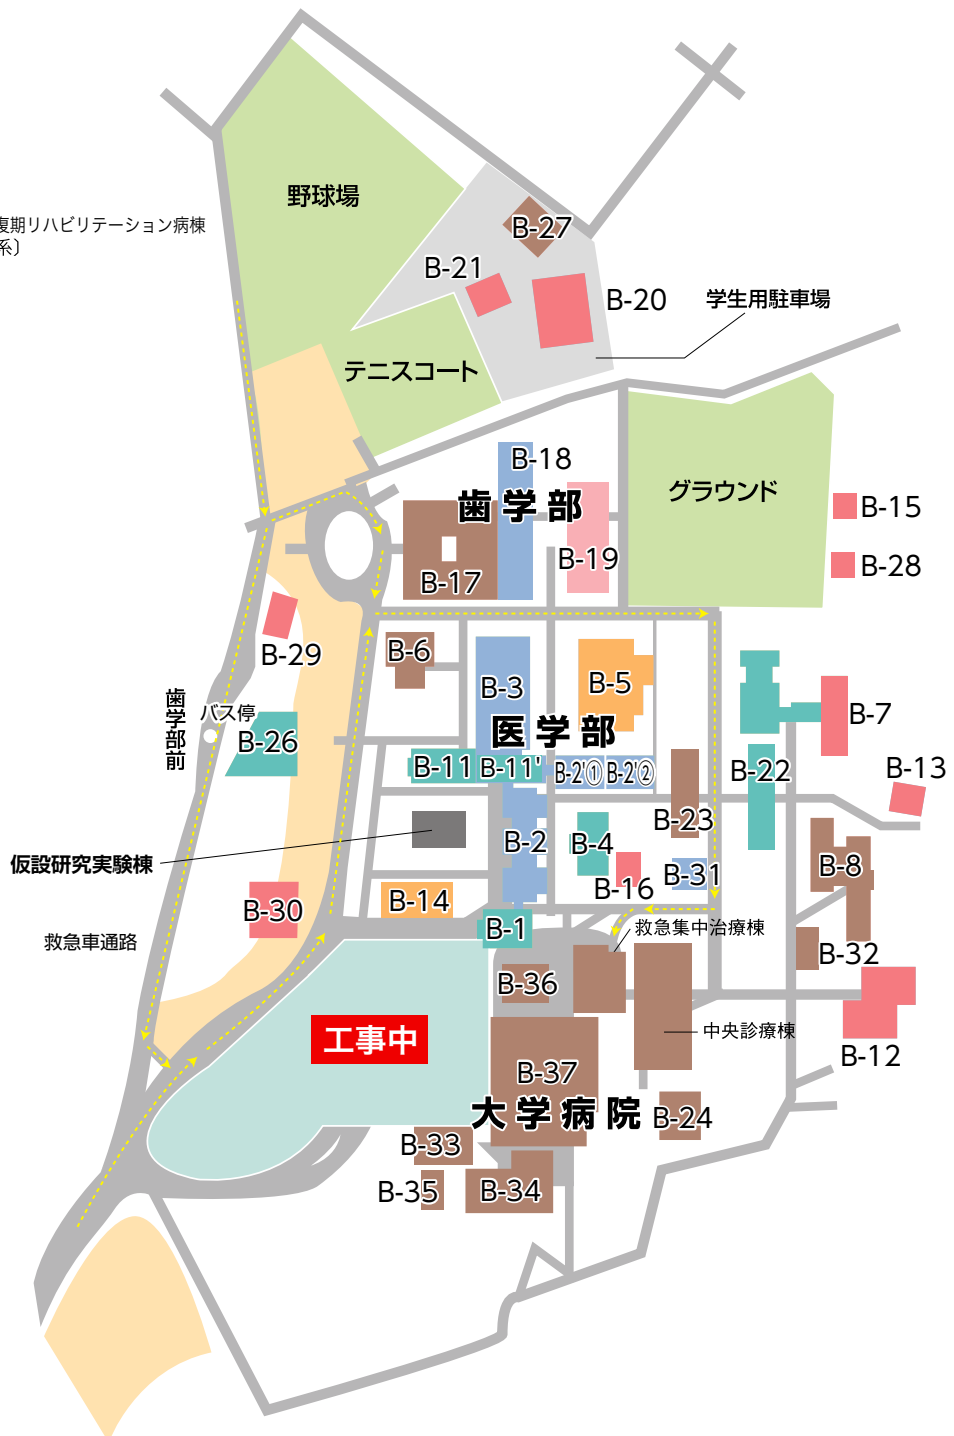 野球場
復期リハビリテーション病棟
系〕
B-27
B-21
B-20
学生用駐車場
テニスコート
B-18
歯学部
グラウンド
B-15
B-19
B-28
B-17
B-29
B-6
B-3
B-5
歯学部前
バス停
B-26
医学部
B-7
B-11
B-11'
B-2'①
B-2'②
B-22
B-13
B-23
B-2
B-4
仮設研究実験棟
B-8
B-16
B-31
B-30
B-14
救急車通路
B-1
救急集中治療棟
B-32
B-36
工事中
中央診療棟
B-12
B-37
大学病院
B-24
B-33
B-35
B-34